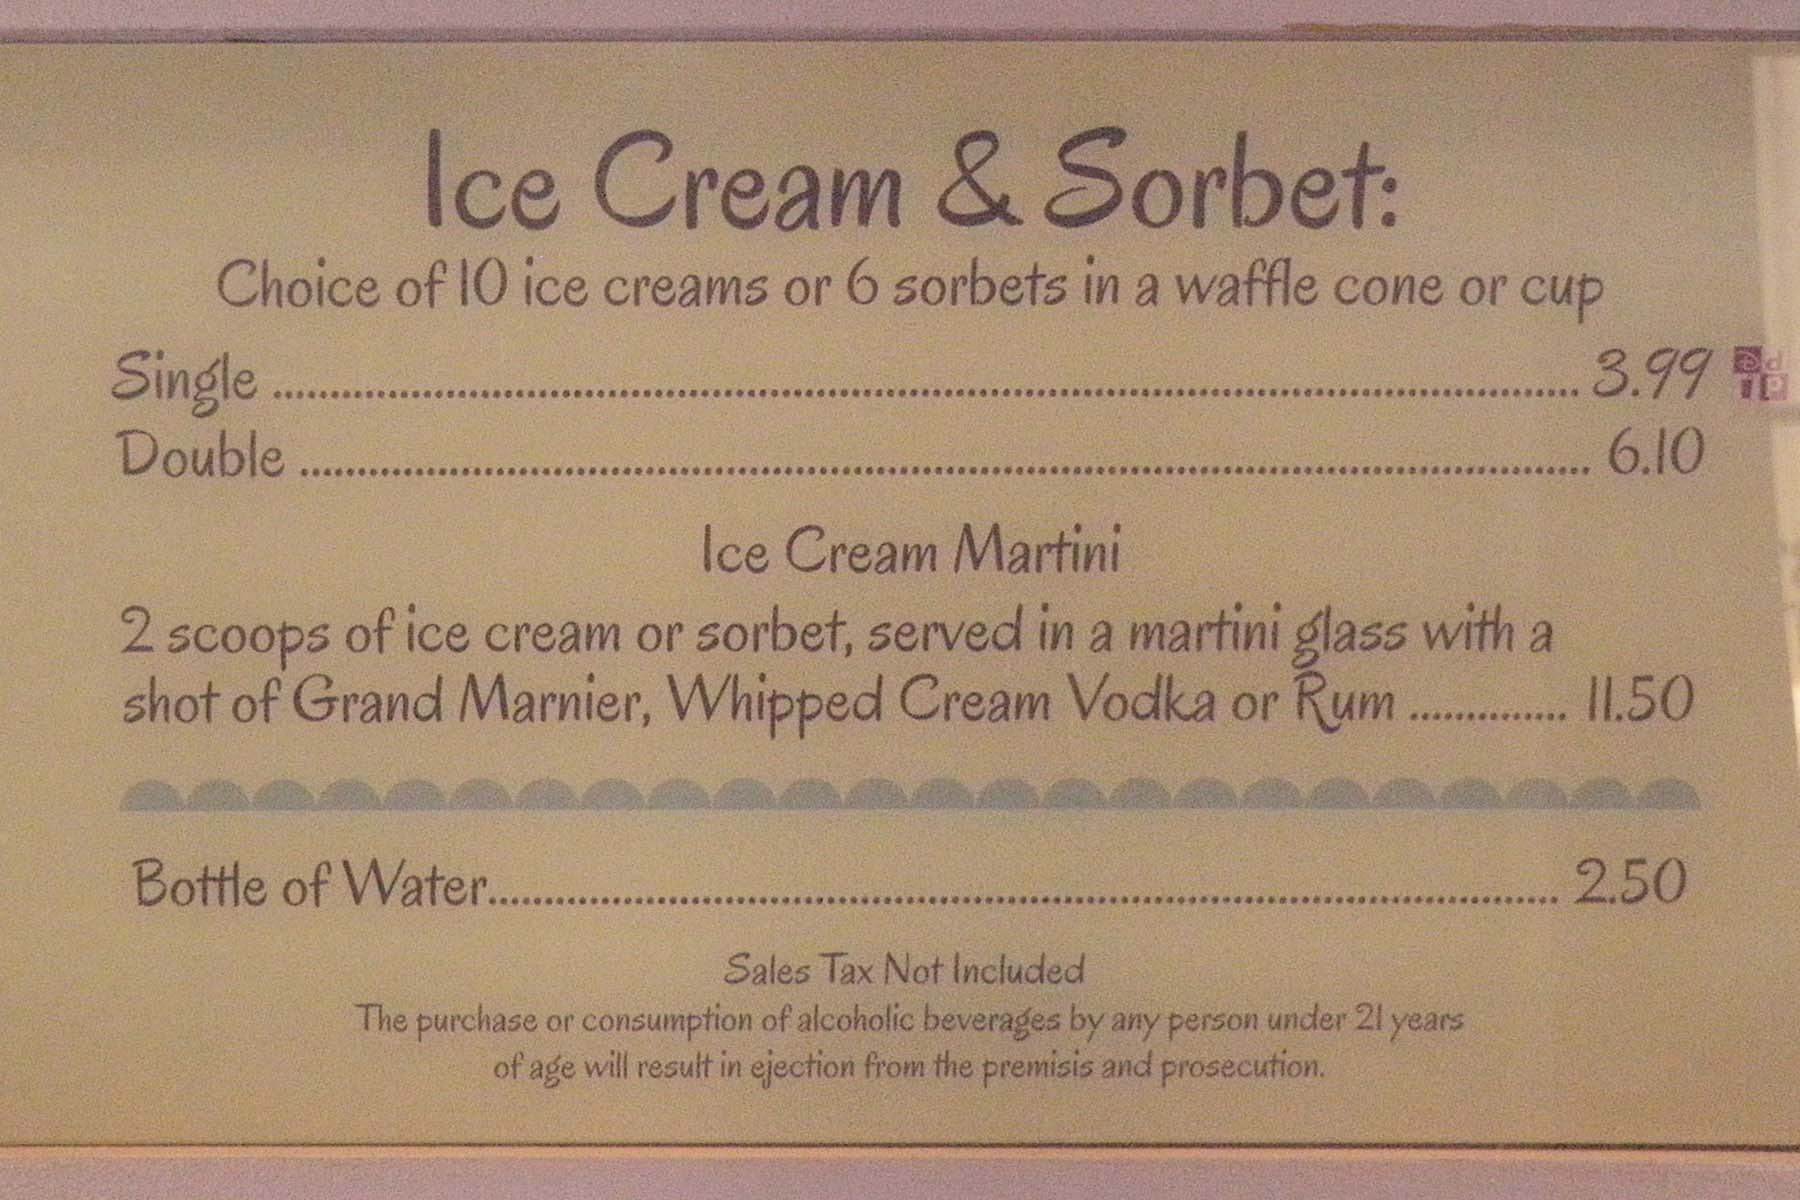 Ice Cream & Sorbet:
Choice of 10 ice creams or 6 sorbets in a waffle cone or cup
Single ........ 3.99
Double ........ 6.10
Ice Cream Martini
2 scoops of ice cream or sorbet, served in a martini glass with a
shot of Grand Marnier, Whipped Cream Vodka or Rum ........ 11.50
Bottle of Water........ 2.50
Sales Tax Not Included
The purchase or consumption of alcoholic beverages by any person under 21 years
of age will result in ejection from the premisis and prosecution.